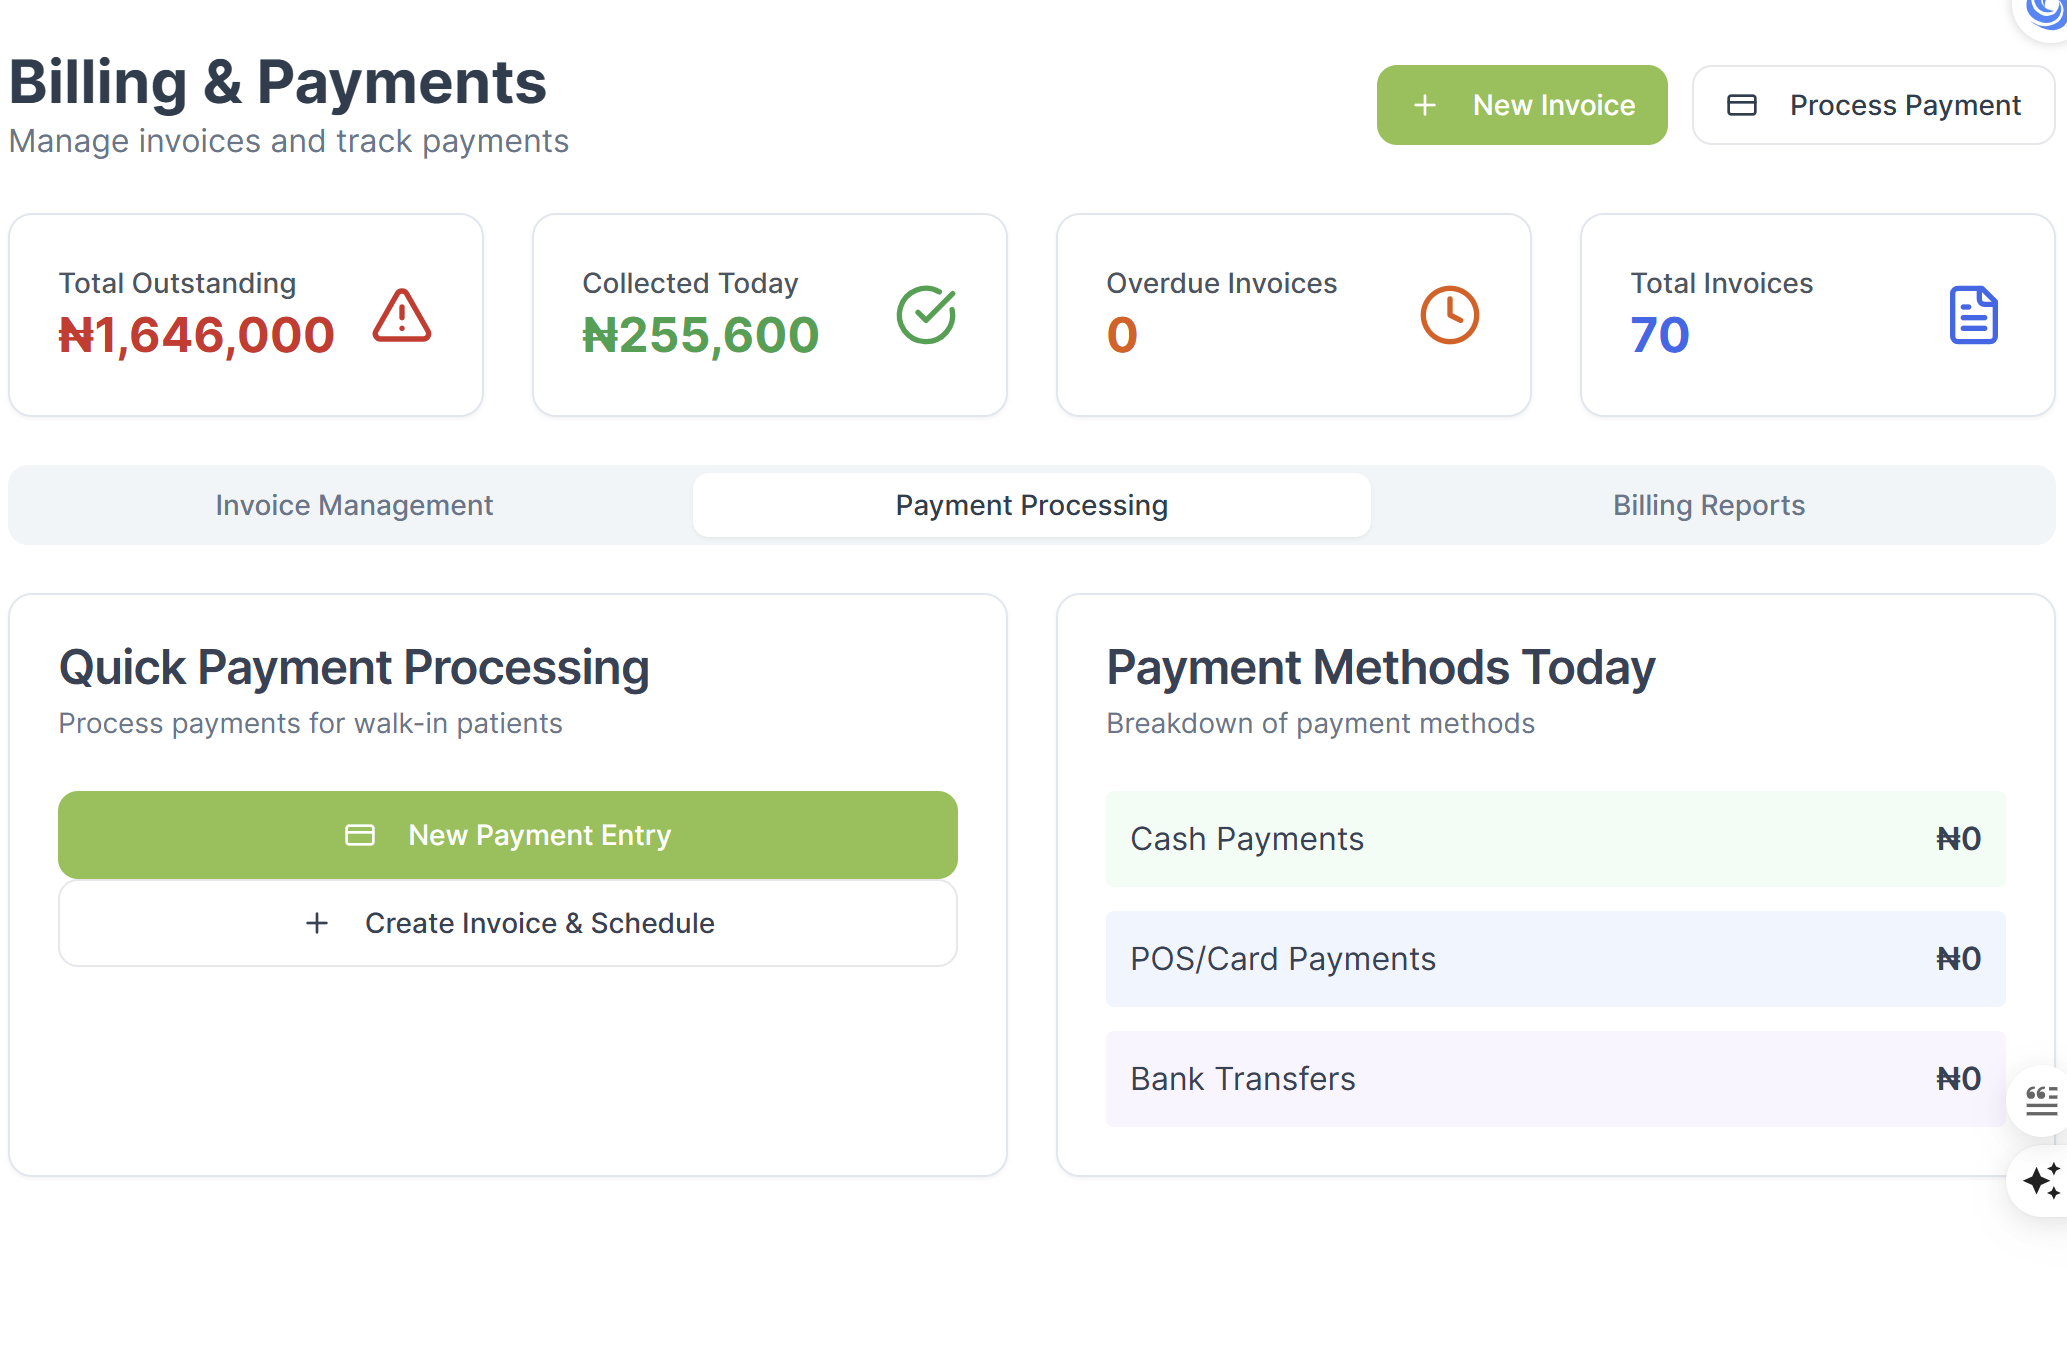 Billing & Payments
Manage invoices and track payments
New Invoice
Process Payment
Total Outstanding
₦1,646,000
Collected Today
₦255,600
Overdue Invoices
0
Total Invoices
70
Invoice Management
Payment Processing
Billing Reports
Quick Payment Processing
Process payments for walk-in patients
New Payment Entry
Create Invoice & Schedule
Payment Methods Today
Breakdown of payment methods
Cash Payments ₦0
POS/Card Payments ₦0
Bank Transfers ₦0